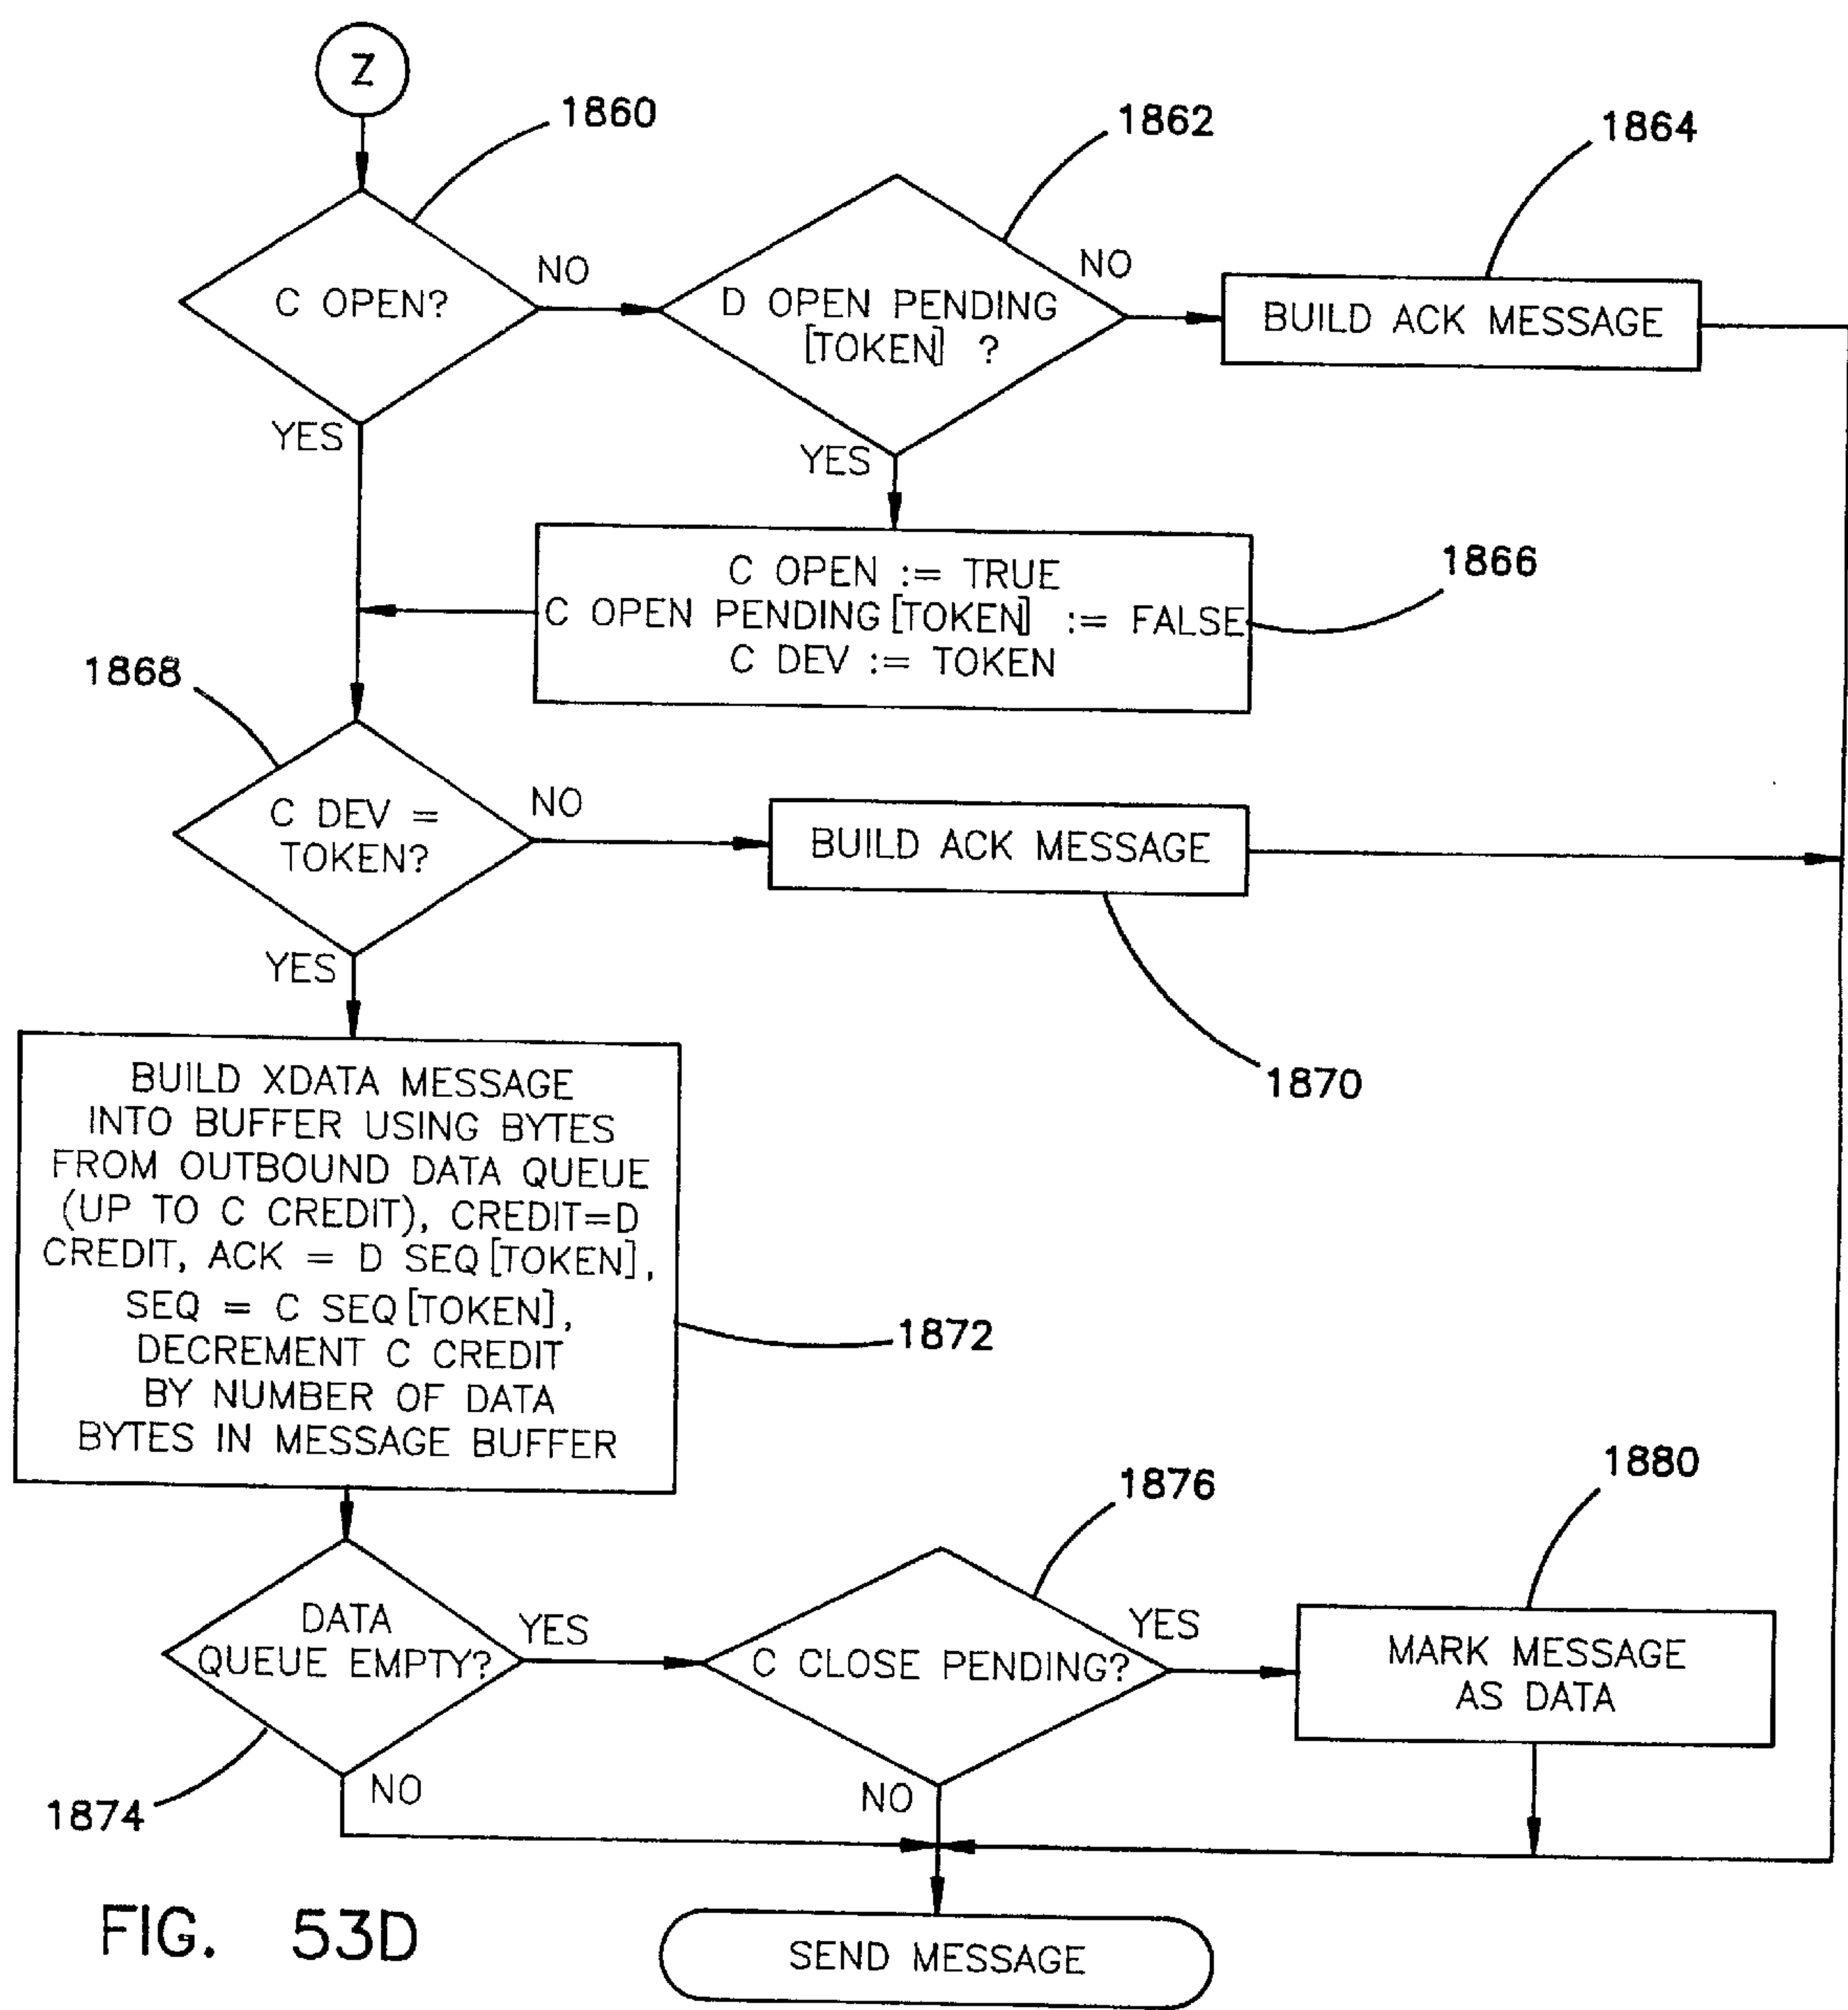 Z
1860
1862
1864
C OPEN?
NO
D OPEN PENDING
[TOKEN] ?
NO
BUILD ACK MESSAGE
YES
YES
C OPEN := TRUE
C OPEN PENDING[TOKEN] := FALSE
C DEV := TOKEN
1866
1868
C DEV =
TOKEN?
NO
BUILD ACK MESSAGE
YES
1870
BUILD XDATA MESSAGE
INTO BUFFER USING BYTES
FROM OUTBOUND DATA QUEUE
(UP TO C CREDIT), CREDIT=D
CREDIT, ACK = D SEQ[TOKEN],
SEQ = C SEQ[TOKEN],
DECREMENT C CREDIT
BY NUMBER OF DATA
BYTES IN MESSAGE BUFFER
1872
1876
1880
DATA
QUEUE EMPTY?
YES
C CLOSE PENDING?
YES
MARK MESSAGE
AS DATA
1874
NO
NO
FIG. 53D
SEND MESSAGE